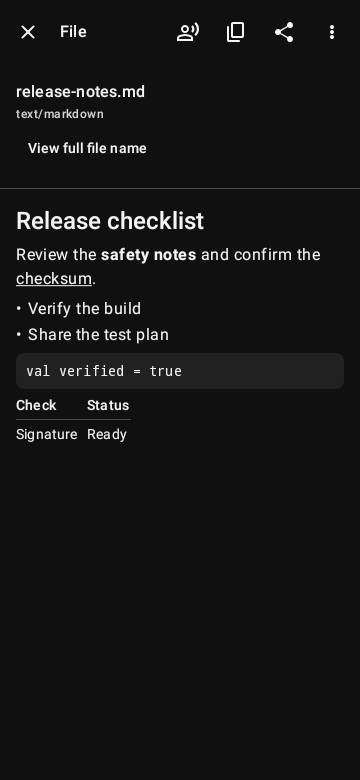 File
release-notes.md
text/markdown
View full file name
Release checklist
Review the safety notes and confirm the
checksum.
• Verify the build
• Share the test plan
val verified = true
Check Status
Signature Ready